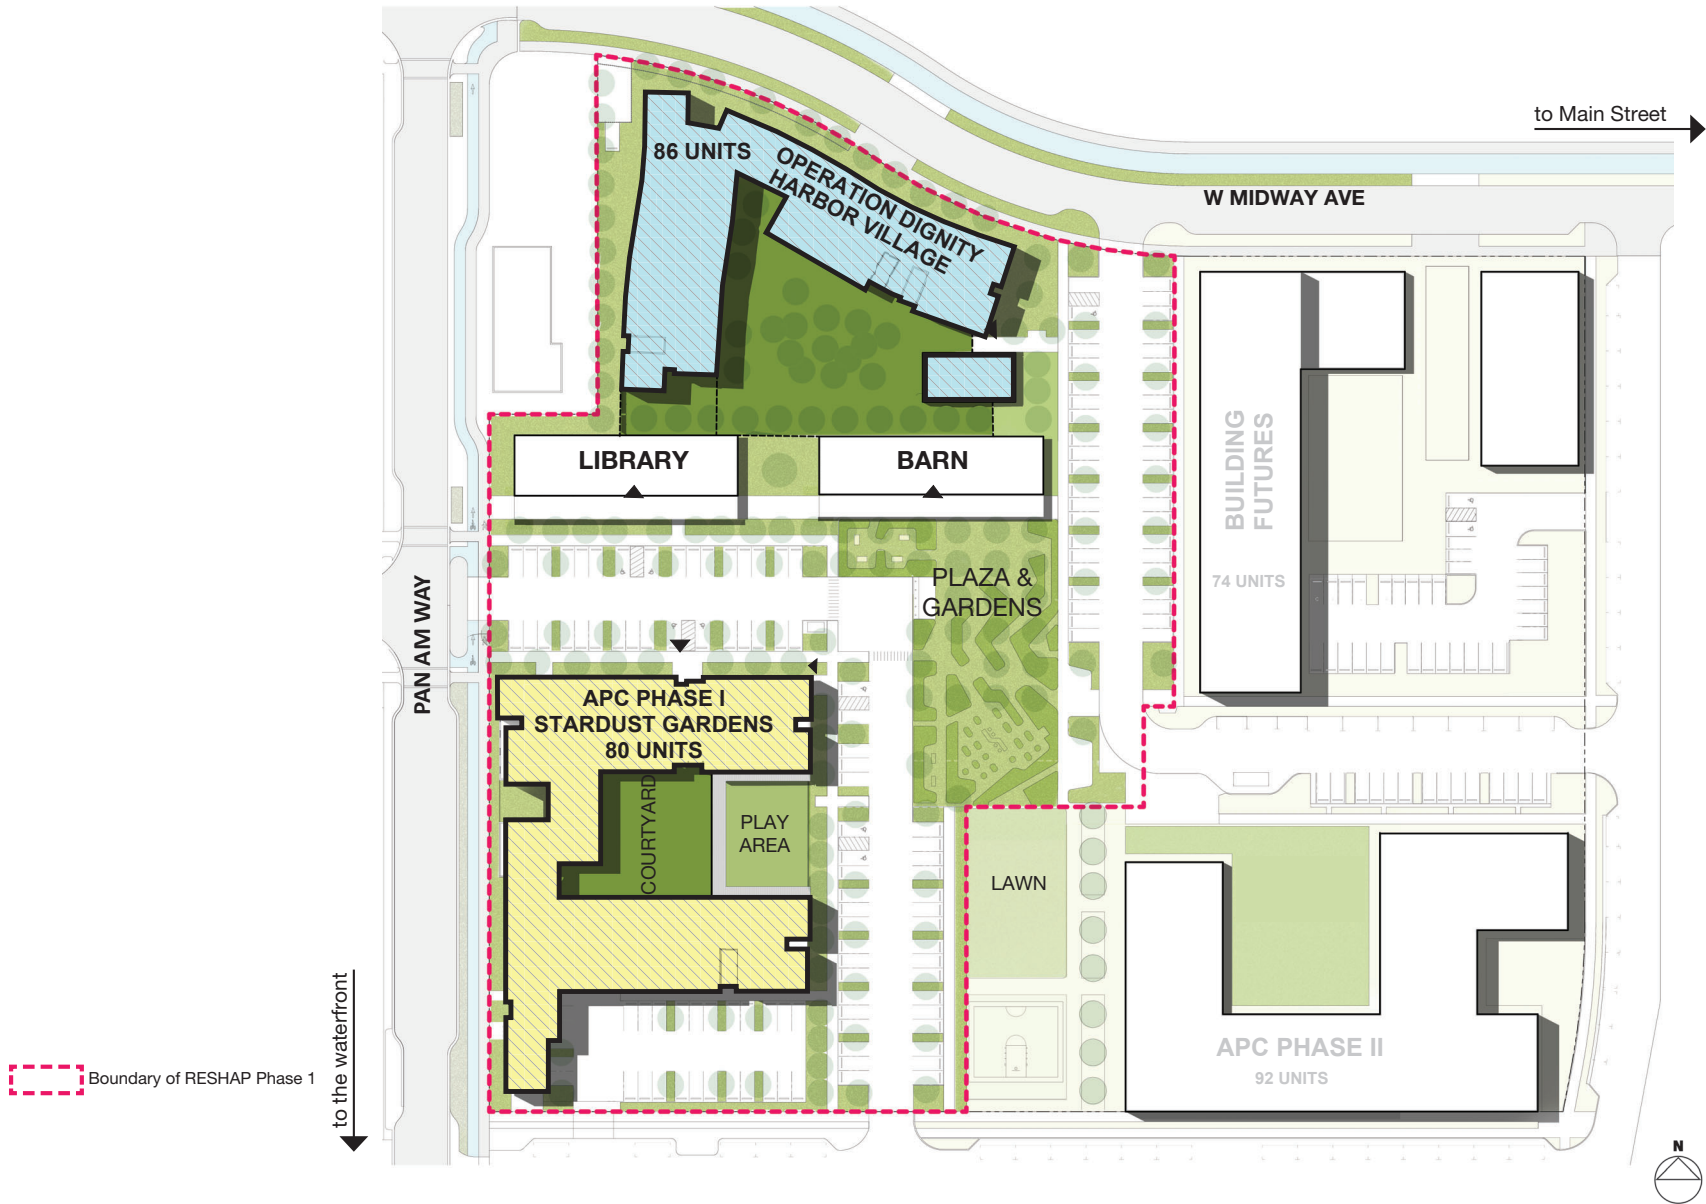 to Main Street
W MIDWAY AVE
86 UNITS
OPERATION DIGNITY
HARBOR VILLAGE
LIBRARY
BARN
BUILDING
FUTURES
74 UNITS
PLAZA &
GARDENS
PAN AM WAY
APC PHASE I
STARDUST GARDENS
80 UNITS
COURTYARD
PLAY
AREA
LAWN
APC PHASE II
92 UNITS
to the waterfront
Boundary of RESHAP Phase 1
N